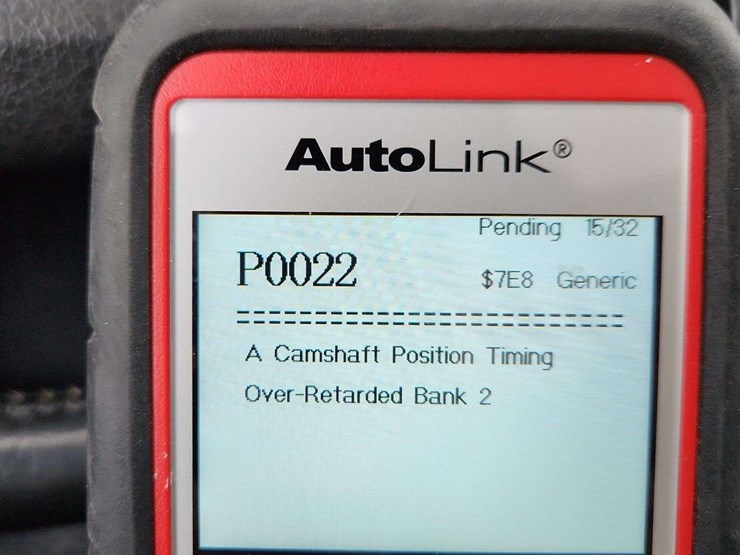 AutoLink®
Pending 15/32
P0022 $7E8 Generic
==========================
A Camshaft Position Timing
Over-Retarded Bank 2